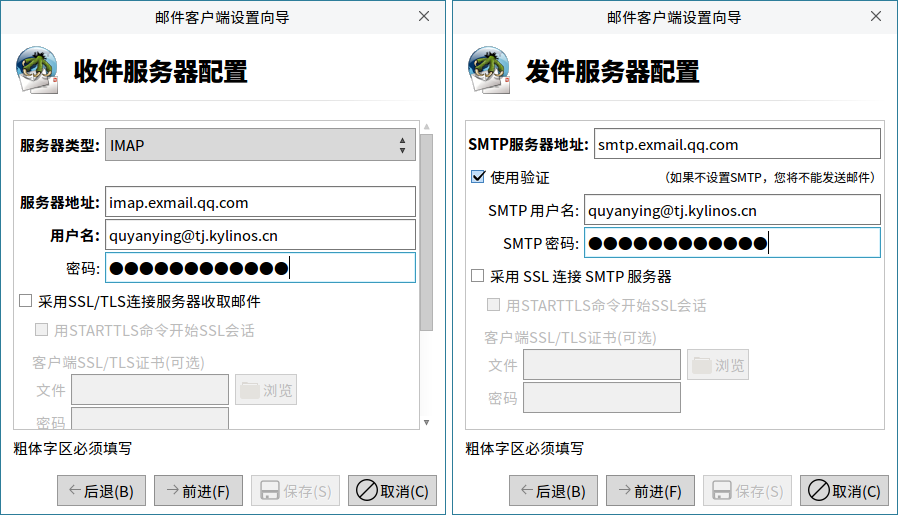 邮件客户端设置向导
收件服务器配置
服务器类型: IMAP
服务器地址: imap.exmail.qq.com
用户名: quyanying@tj.kylinos.cn
密码: ●●●●●●●●●●●●
采用SSL/TLS连接服务器收取邮件
用STARTTLS命令开始SSL会话
客户端SSL/TLS证书(可选)
文件 浏览
密码
粗体字区必须填写
后退(B) 前进(F) 保存(S) 取消(C)
邮件客户端设置向导
发件服务器配置
SMTP服务器地址: smtp.exmail.qq.com
使用验证 (如果不设置SMTP，您将不能发送邮件)
SMTP 用户名: quyanying@tj.kylinos.cn
SMTP 密码: ●●●●●●●●●●●●
采用 SSL 连接 SMTP 服务器
用STARTTLS命令开始SSL会话
客户端SSL/TLS证书(可选)
文件 浏览
密码
粗体字区必须填写
后退(B) 前进(F) 保存(S) 取消(C)